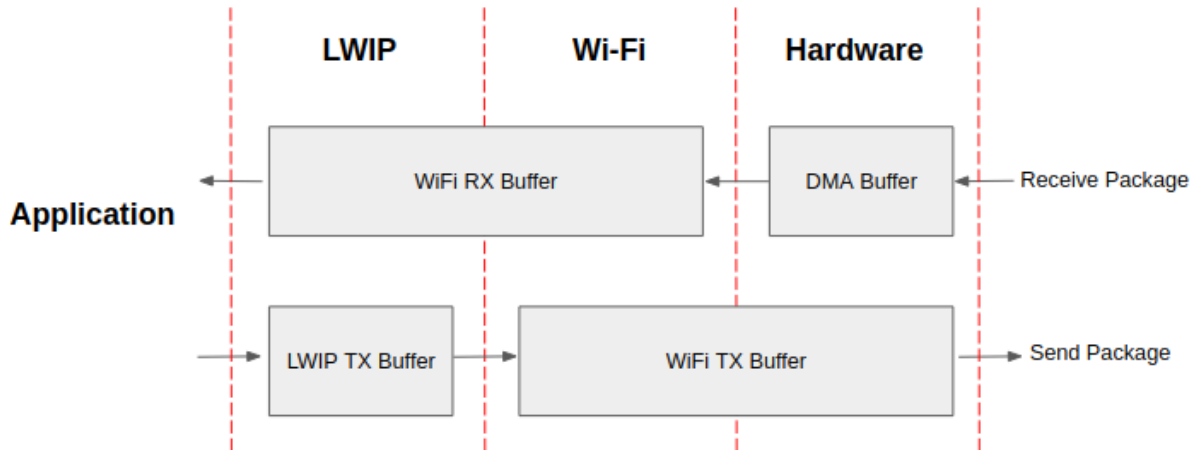 LWIP
Wi-Fi
Hardware
WiFi RX Buffer
DMA Buffer
Receive Package
Application
LWIP TX Buffer
WiFi TX Buffer
Send Package